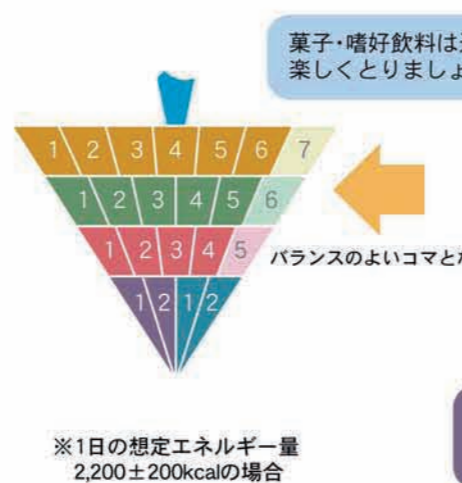 菓子・嗜好飲料は
楽しくとりましょ
1 2 3 4 5 6 7
1 2 3 4 5 6
1 2 3 4 5
バランスのよいコマと
1 2 1 2
※1日の想定エネルギー量
2,200±200kcalの場合